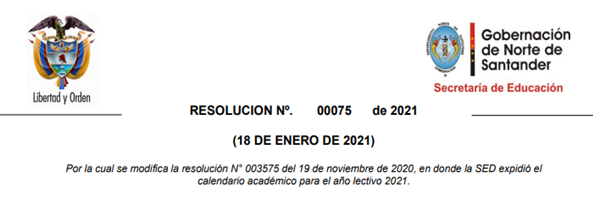 Gobernación
de Norte de
Santander
Libertad y Orden
Secretaría de Educación
RESOLUCION Nº. 00075 de 2021
(18 DE ENERO DE 2021)
Por la cual se modifica la resolución N° 003575 del 19 de noviembre de 2020, en donde la SED expidió el
calendario académico para el año lectivo 2021.